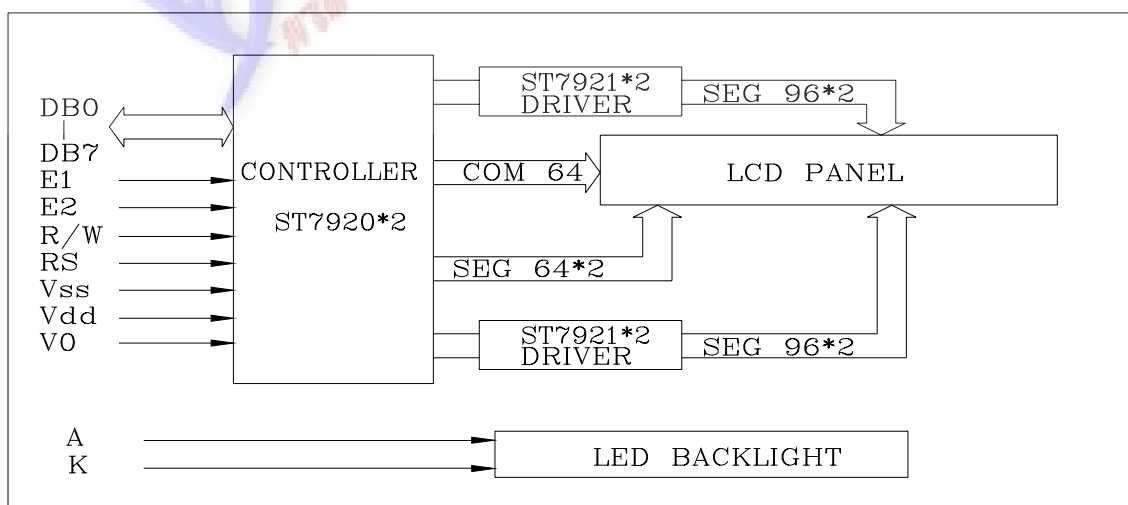 DB0
DB7
E1
E2
R/W
RS
Vss
Vdd
V0
CONTROLLER
ST7920*2
ST7921*2
DRIVER
SEG 96*2
COM 64
LCD PANEL
SEG 64*2
ST7921*2
DRIVER
SEG 96*2
A
K
LED BACKLIGHT